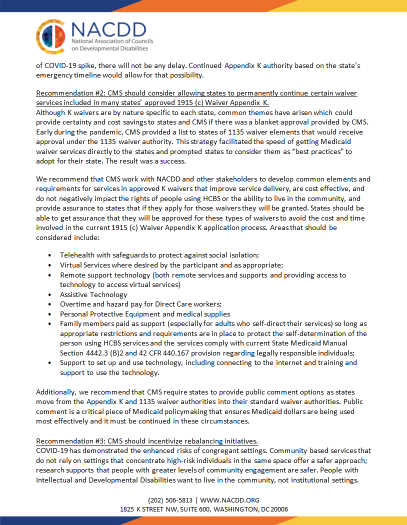 NACDD
National Association of Councils
on Developmental Disabilities
of COVID-19 spike, there will not be any delay. Continued Appendix K authority based on the state's
emergency timeline would allow for that possibility.
Recommendation #2: CMS should consider allowing states to permanently continue certain waiver
services included in many states' approved 1915 (c) Waiver Appendix K.
Although K waivers are by nature specific to each state, common themes have arisen which could
provide certainty and cost savings to states and CMS if there was a blanket approval provided by CMS.
Early during the pandemic, CMS provided a list to states of 1135 waiver elements that would receive
approval under the 1135 waiver authority. This strategy facilitated the speed of getting Medicaid
waiver services directly to the states and prompted states to consider them as "best practices" to
adopt for their state. The result was a success.
We recommend that CMS work with NACDD and other stakeholders to develop common elements and
requirements for services in approved K waivers that improve service delivery, are cost effective, and
do not negatively impact the rights of people using HCBS or the ability to live in the community, and
provide assurance to states that if they apply for those waivers they will be granted. States should be
able to get assurance that they will be approved for these types of waivers to avoid the cost and time
involved in the current 1915 (c) Waiver Appendix K application process. Areas that should be
considered include:
• Telehealth with safeguards to protect against social isolation;
• Virtual Services where desired by the participant and as appropriate;
• Remote support technology (both remote services and supports and providing access to
technology to access virtual services)
• Assistive Technology
• Overtime and hazard pay for Direct Care workers;
• Personal Protective Equipment and medical supplies
• Family members paid as support (especially for adults who self-direct their services) so long as
appropriate restrictions and requirements are in place to protect the self-determination of the
person using HCBS services and the services comply with current State Medicaid Manual
Section 4442.3 (B)2 and 42 CFR 440.167 provision regarding legally responsible individuals;
• Support to set up and use technology, including connecting to the internet and training and
support to use the technology.
Additionally, we recommend that CMS require states to provide public comment options as states
move from the Appendix K and 1135 waiver authorities into their standard waiver authorities. Public
comment is a critical piece of Medicaid policymaking that ensures Medicaid dollars are being used
most effectively and it must be continued in these circumstances.
Recommendation #3: CMS should incentivize rebalancing initiatives.
COVID-19 has demonstrated the enhanced risks of congregant settings. Community based services that
do not rely on settings that concentrate high-risk individuals in the same space offer a safer approach;
research supports that people with greater levels of community engagement are safer. People with
Intellectual and Developmental Disabilities want to live in the community, not institutional settings.
(202) 506-5813 | WWW.NACDD.ORG
1825 K STREET NW, SUITE 600, WASHINGTON, DC 20006